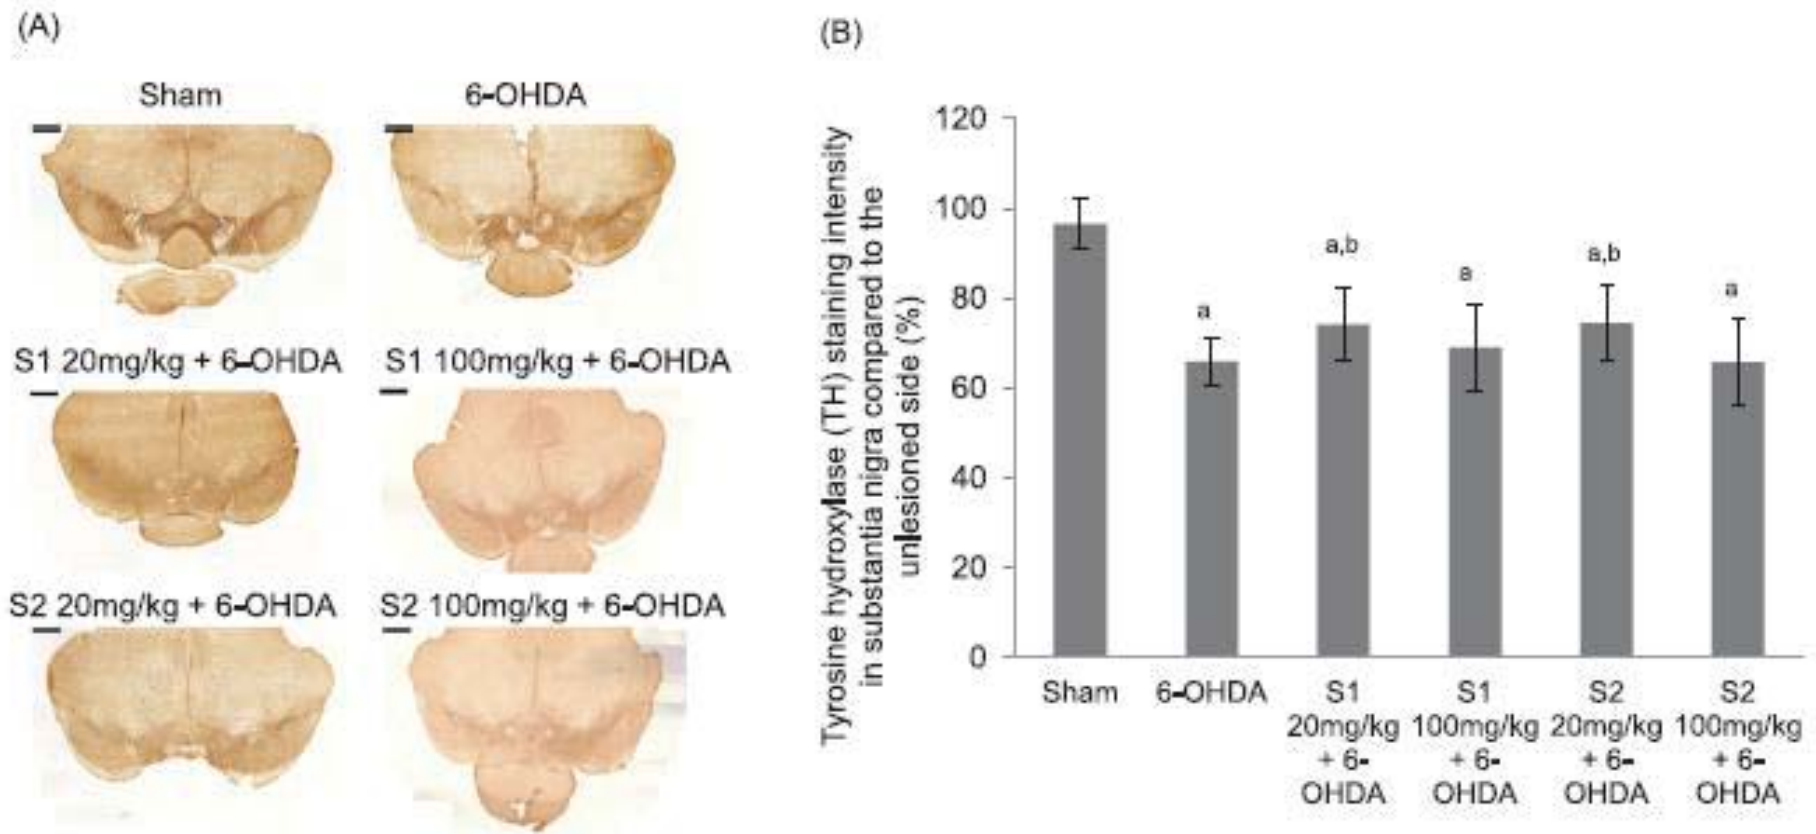 (A)
Sham 6-OHDA
S1 20mg/kg + 6-OHDA S1 100mg/kg + 6-OHDA
S2 20mg/kg + 6-OHDA S2 100mg/kg + 6-OHDA
(B)
Tyrosine hydroxylase (TH) staining intensity
in substantia nigra compared to the
unlesioned side (%)
120
100
80
60
40
20
0
a
a,b
a
a,b
a
Sham 6-OHDA S1 S1 S2 S2
20mg/kg 100mg/kg 20mg/kg 100mg/kg
+ 6- + 6- + 6- + 6-
OHDA OHDA OHDA OHDA